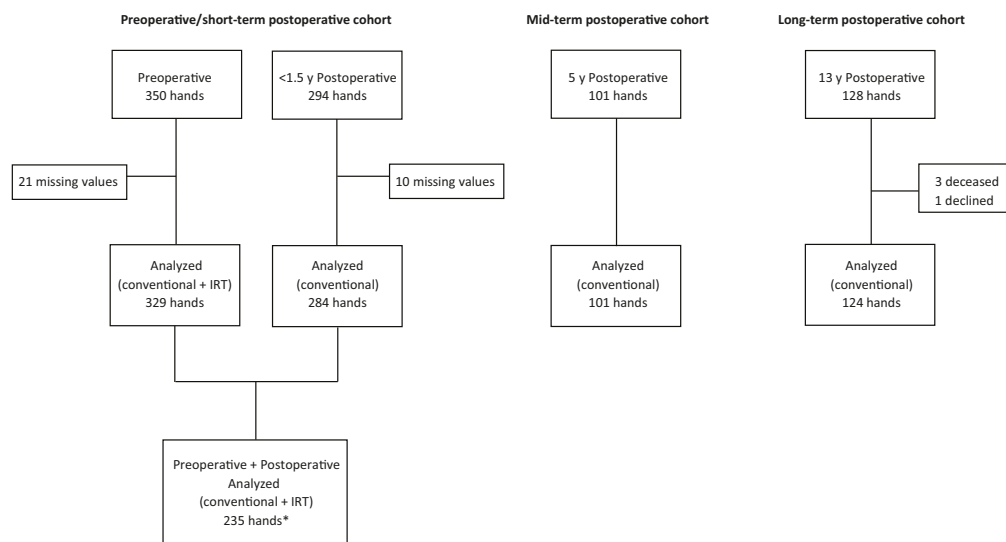 Preoperative/short-term postoperative cohort
Mid-term postoperative cohort
Long-term postoperative cohort
Preoperative
350 hands
<1.5 y Postoperative
294 hands
5 y Postoperative
101 hands
13 y Postoperative
128 hands
21 missing values
10 missing values
3 deceased
1 declined
Analyzed
(conventional + IRT)
329 hands
Analyzed
(conventional)
284 hands
Analyzed
(conventional)
101 hands
Analyzed
(conventional)
124 hands
Preoperative + Postoperative
Analyzed
(conventional + IRT)
235 hands*